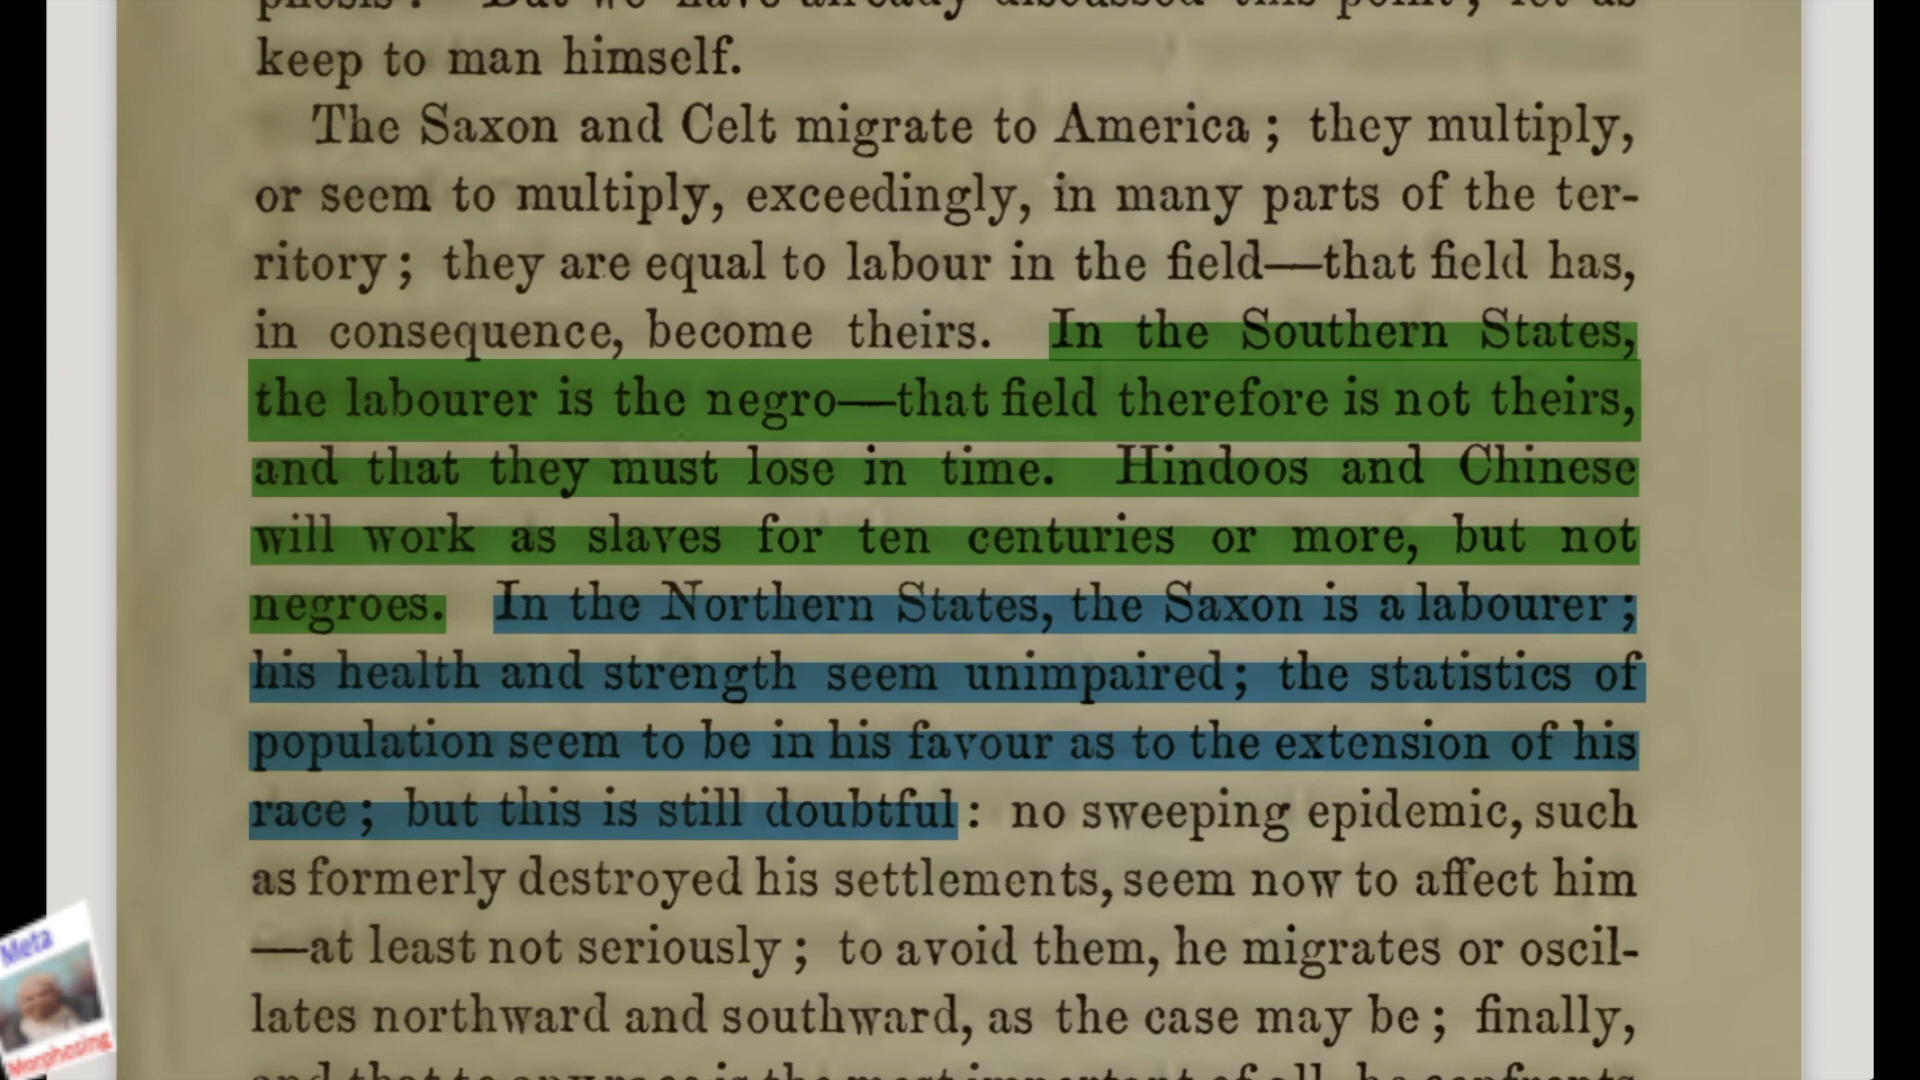 keep to man himself.
The Saxon and Celt migrate to America ; they multiply,
or seem to multiply, exceedingly, in many parts of the ter-
ritory ; they are equal to labour in the field—that field has,
in consequence, become theirs. In the Southern States,
the labourer is the negro—that field therefore is not theirs,
and that they must lose in time. Hindoos and Chinese
will work as slaves for ten centuries or more, but not
negroes. In the Northern States, the Saxon is a labourer ;
his health and strength seem unimpaired ; the statistics of
population seem to be in his favour as to the extension of his
race ; but this is still doubtful : no sweeping epidemic, such
as formerly destroyed his settlements, seem now to affect him
—at least not seriously ; to avoid them, he migrates or oscil-
lates northward and southward, as the case may be ; finally,
Meta
Morphosing